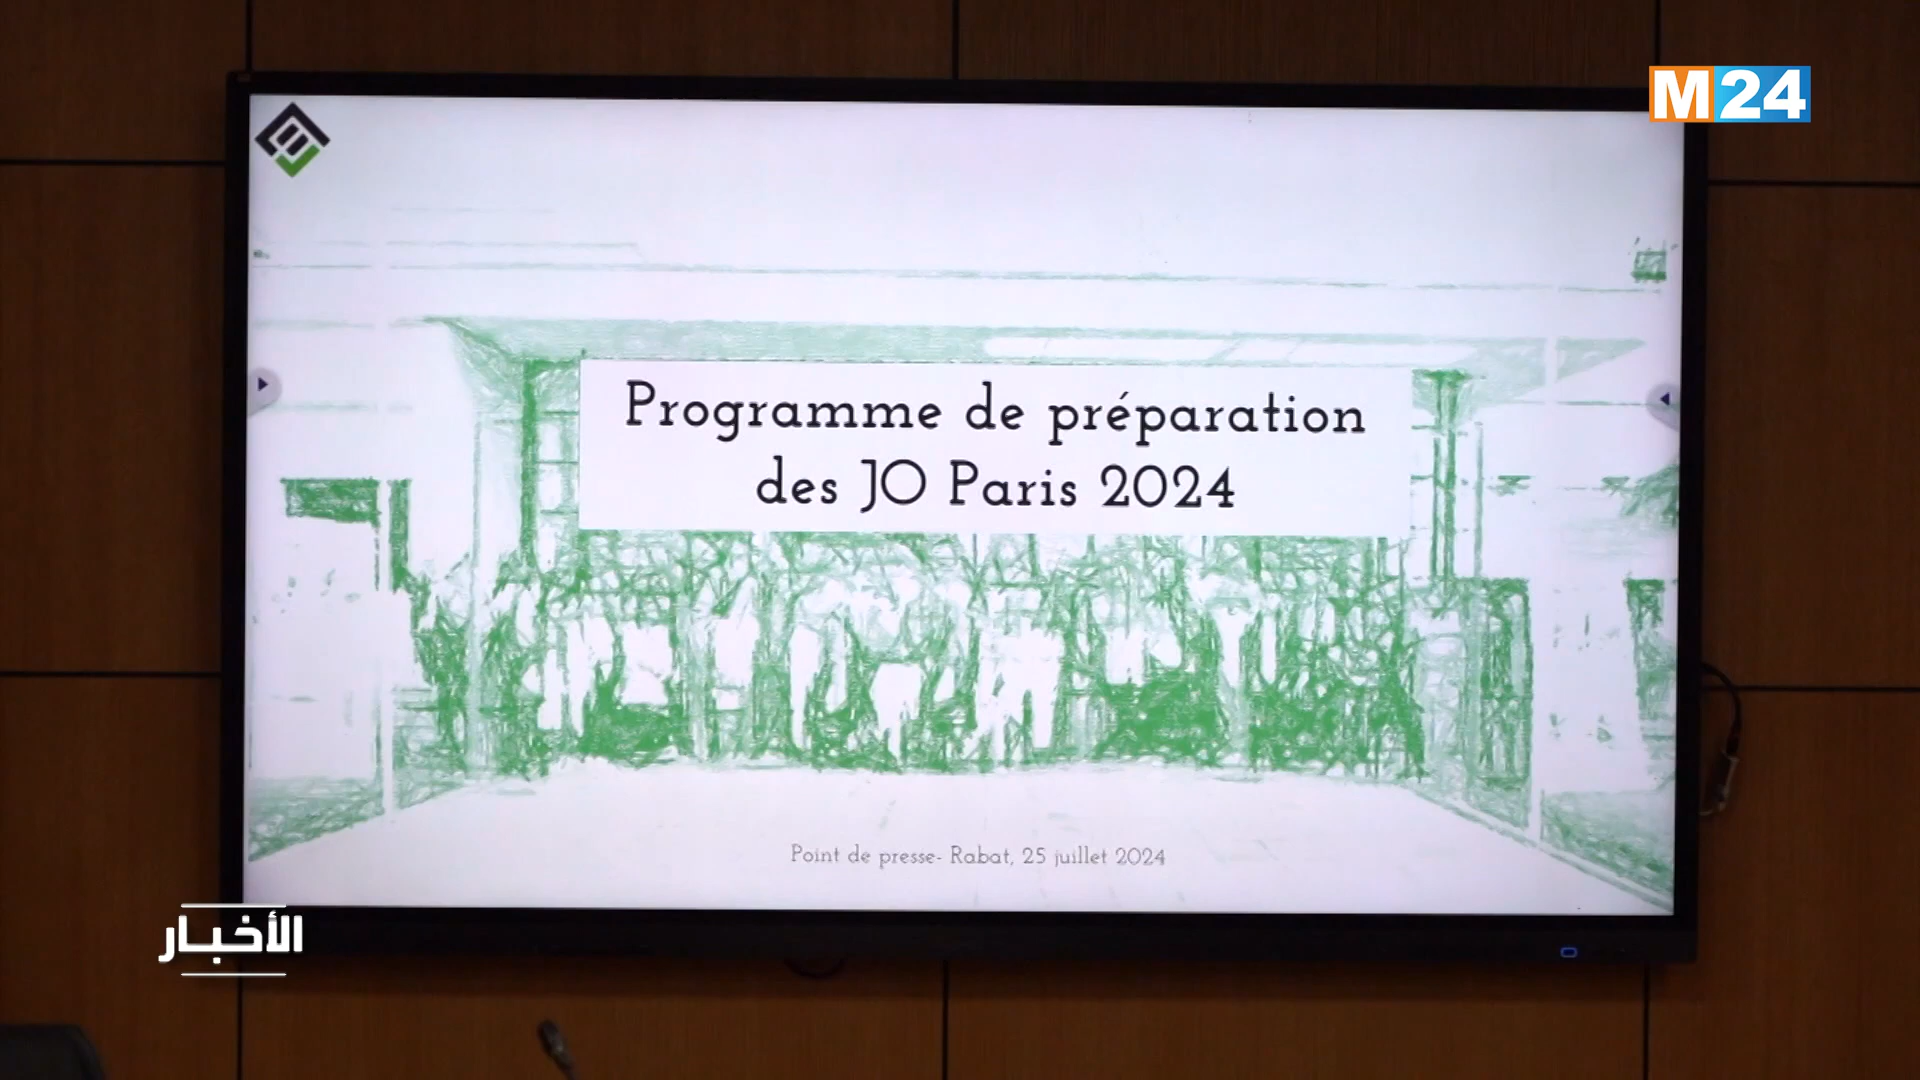 M24
Programme de préparation
des JO Paris 2024
Point de presse- Rabat, 25 juillet 2024
الأخبار